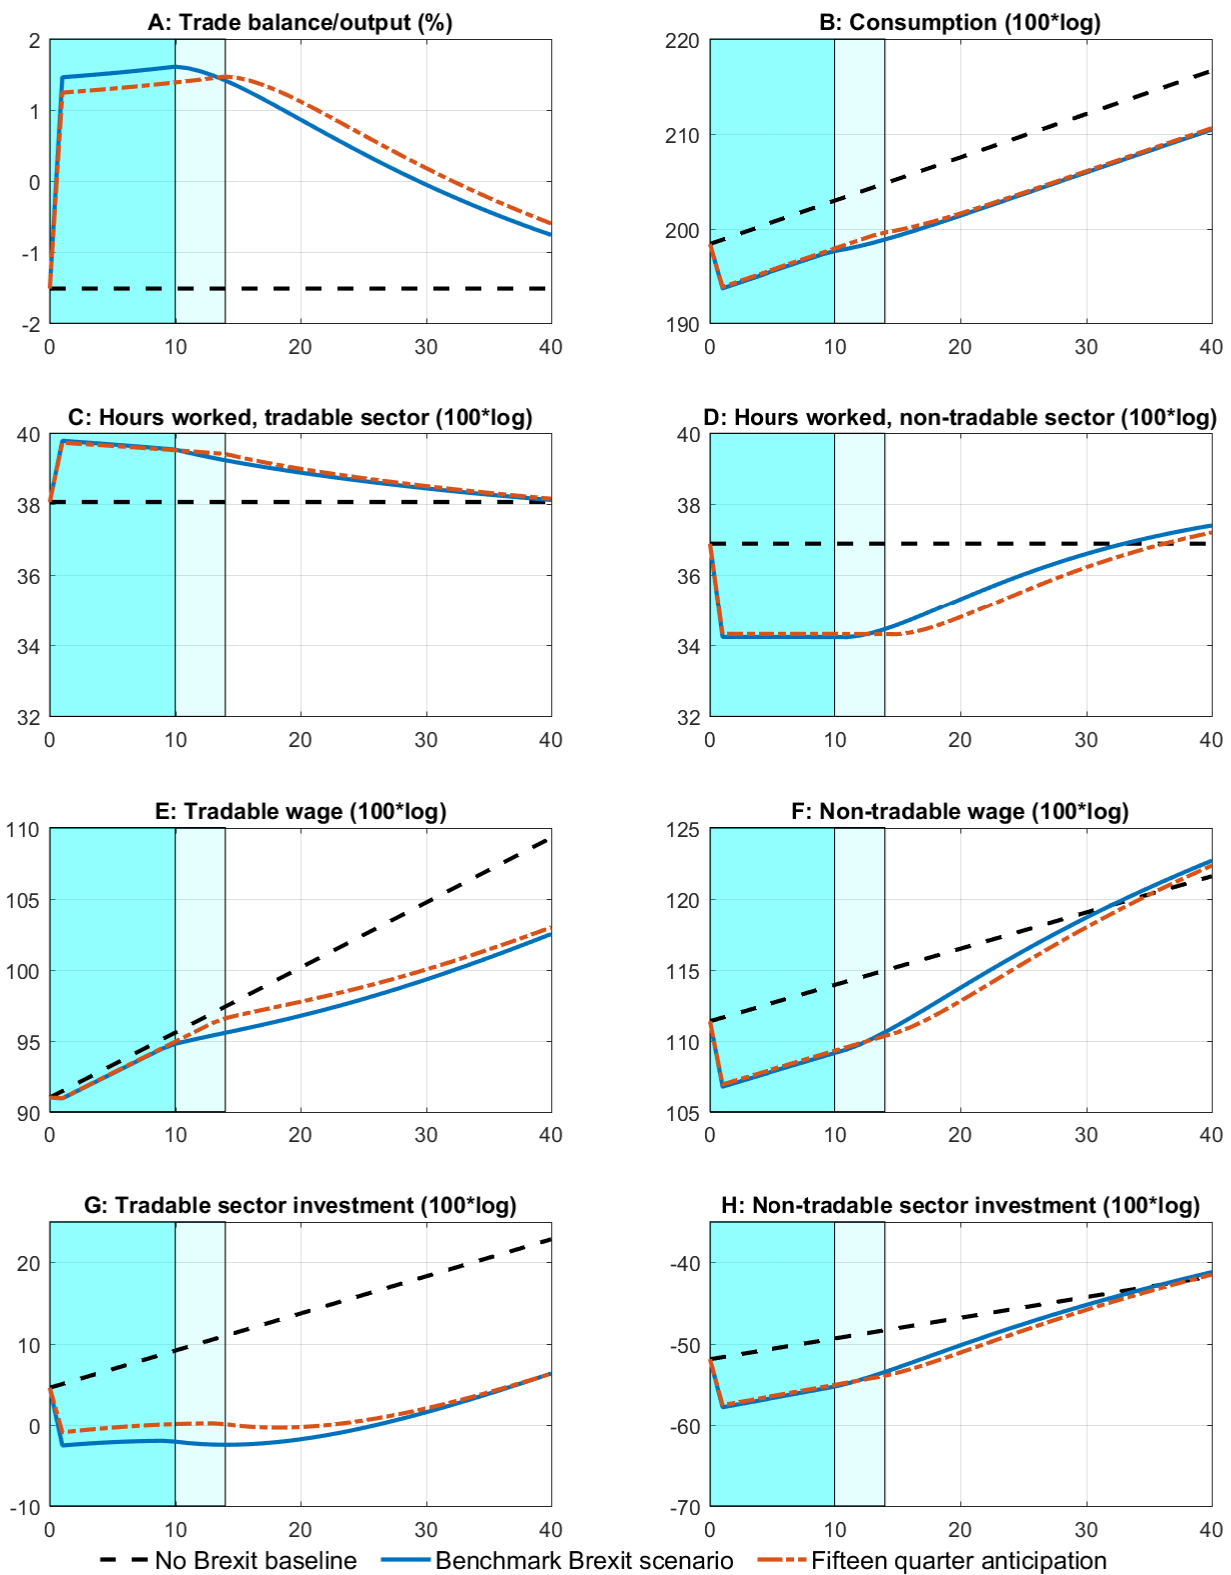 A: Trade balance/output (%)
2
1
0
-1
-2
0 10 20 30 40
B: Consumption (100*log)
220
210
200
190
0 10 20 30 40
C: Hours worked, tradable sector (100*log)
40
38
36
34
32
0 10 20 30 40
D: Hours worked, non-tradable sector (100*log)
40
38
36
34
32
0 10 20 30 40
E: Tradable wage (100*log)
110
105
100
95
90
0 10 20 30 40
F: Non-tradable wage (100*log)
125
120
115
110
105
0 10 20 30 40
G: Tradable sector investment (100*log)
20
10
0
-10
0 10 20 30 40
H: Non-tradable sector investment (100*log)
-40
-50
-60
-70
0 10 20 30 40
No Brexit baseline Benchmark Brexit scenario Fifteen quarter anticipation